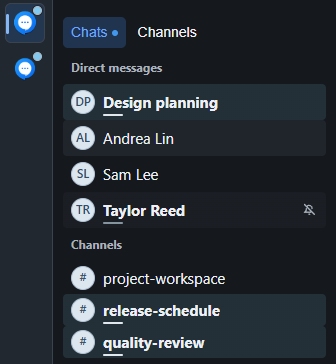 Chats Channels
Direct messages
DP Design planning
AL Andrea Lin
SL Sam Lee
TR Taylor Reed
Channels
# project-workspace
# release-schedule
# quality-review